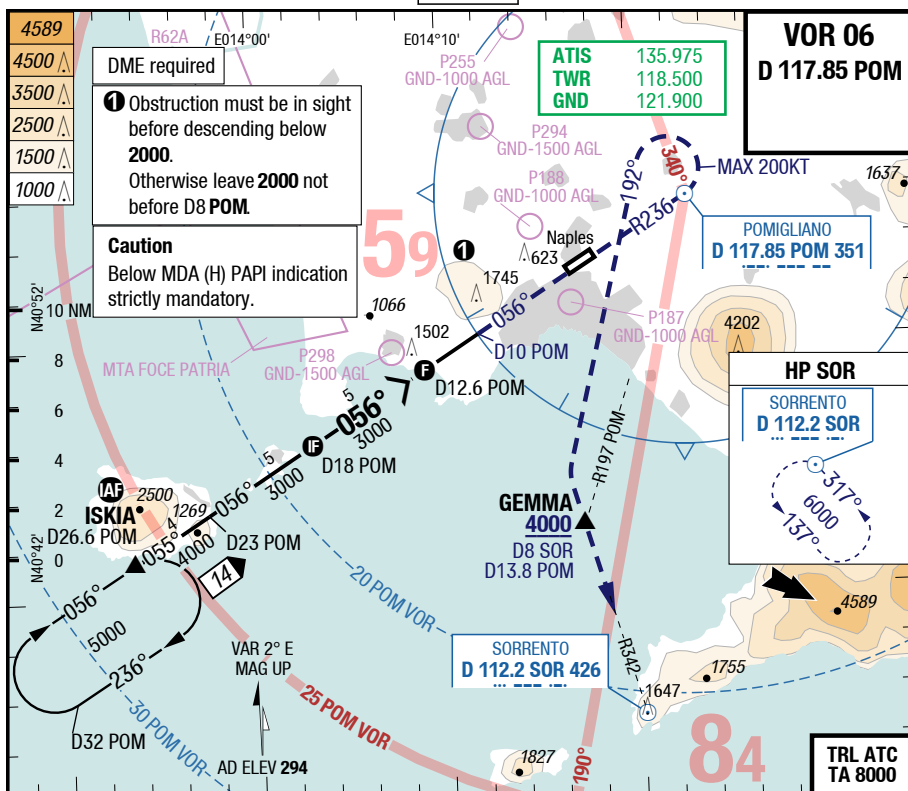 VOR 06
D 117.85 POM
4589
4500
3500
2500
1500
1000
R62A
E014°00'
E014°10'
DME required
1 Obstruction must be in sight
before descending below
2000.
Otherwise leave 2000 not
before D8 POM.
Caution
Below MDA (H) PAPI indication
strictly mandatory.
P255
GND-1000 AGL
ATIS 135.975
TWR 118.500
GND 121.900
P294
GND-1500 AGL
P188
GND-1000 AGL
192°
340°
MAX 200KT
1637
R236
POMIGLIANO
D 117.85 POM 351
59
1
Naples
623
1745
N40°52'
10 NM
1066
056°
1502
P187
GND-1000 AGL
4202
MTA FOCE PATRIA
P298
GND-1500 AGL
D10 POM
8
F
D12.6 POM
HP SOR
SORRENTO
D 112.2 SOR
317°
6000
137°
6
5
056°
3000
IF
D18 POM
R197 POM
4
5
056°
3000
IAF
2500
ISKIA
D26.6 POM
1269
4
055°
4000
D23 POM
GEMMA
4000
D8 SOR
D13.8 POM
2
0
N40°42'
14
20 POM VOR
056°
5000
236°
4589
VAR 2° E
MAG UP
SORRENTO
D 112.2 SOR 426
R342
1755
1647
D32 POM
30 POM VOR
25 POM VOR
AD ELEV 294
1827
190°
84
TRL ATC
TA 8000